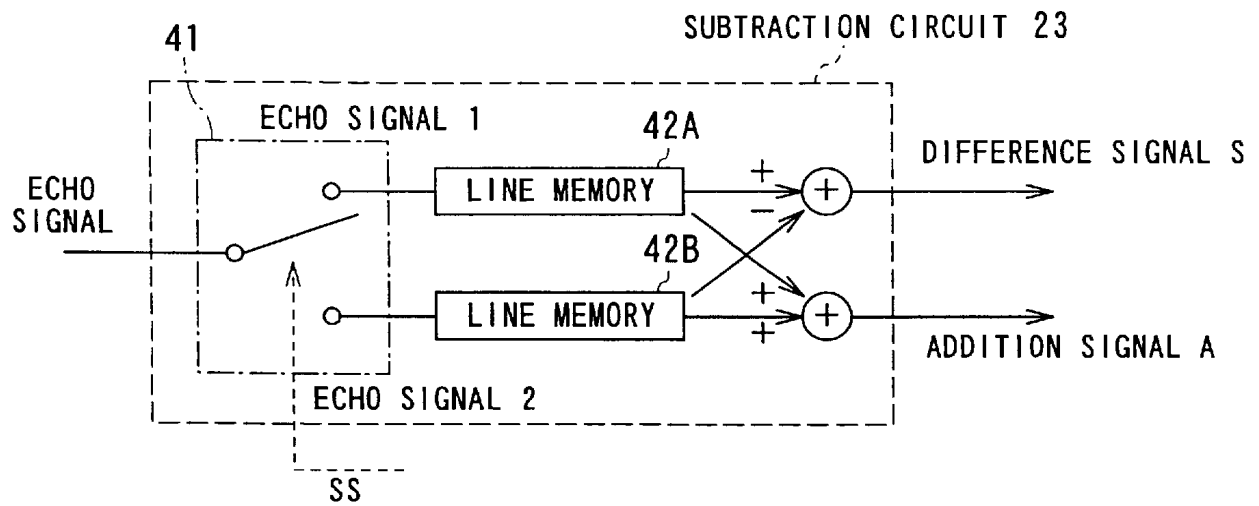 SUBTRACTION CIRCUIT 23
41
ECHO SIGNAL 1
42A
DIFFERENCE SIGNAL S
ECHO
SIGNAL
LINE MEMORY
+
−
+
42B
LINE MEMORY
+
+
+
ADDITION SIGNAL A
ECHO SIGNAL 2
SS